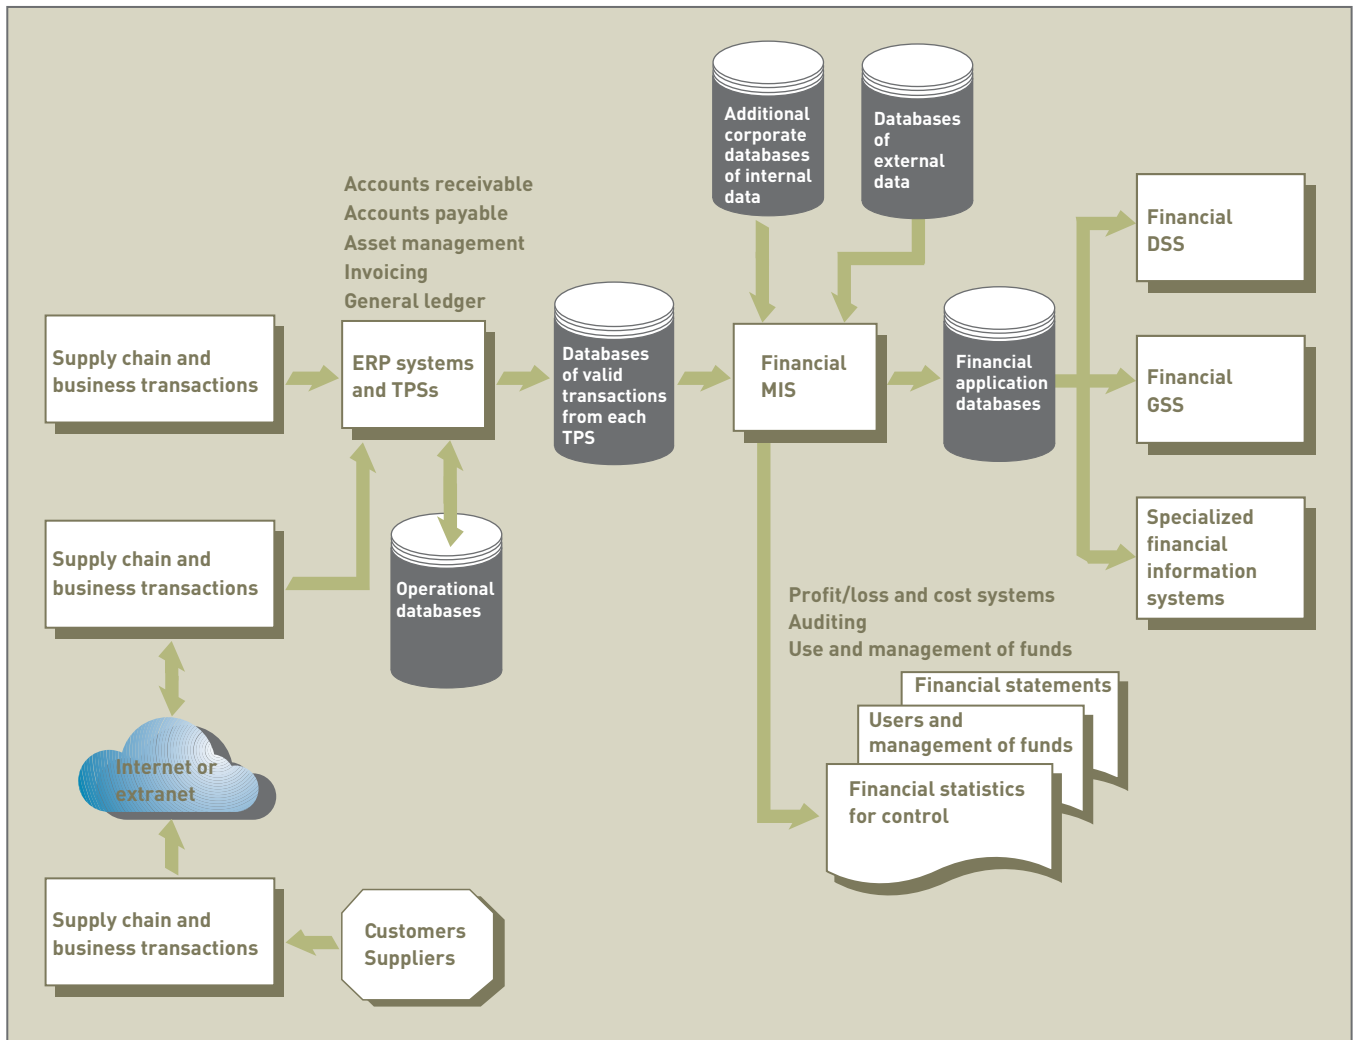 Additional
corporate
databases
of internal
data
Databases
of
external
data
Accounts receivable
Accounts payable
Asset management
Invoicing
General ledger
Financial
DSS
Supply chain and
business transactions
ERP systems
and TPSs
Databases
of valid
transactions
from each
TPS
Financial
MIS
Financial
application
databases
Financial
GSS
Supply chain and
business transactions
Operational
databases
Specialized
financial
information
systems
Profit/loss and cost systems
Auditing
Use and management of funds
Financial statements
Users and
management of funds
Financial statistics
for control
Internet or
extranet
Supply chain and
business transactions
Customers
Suppliers